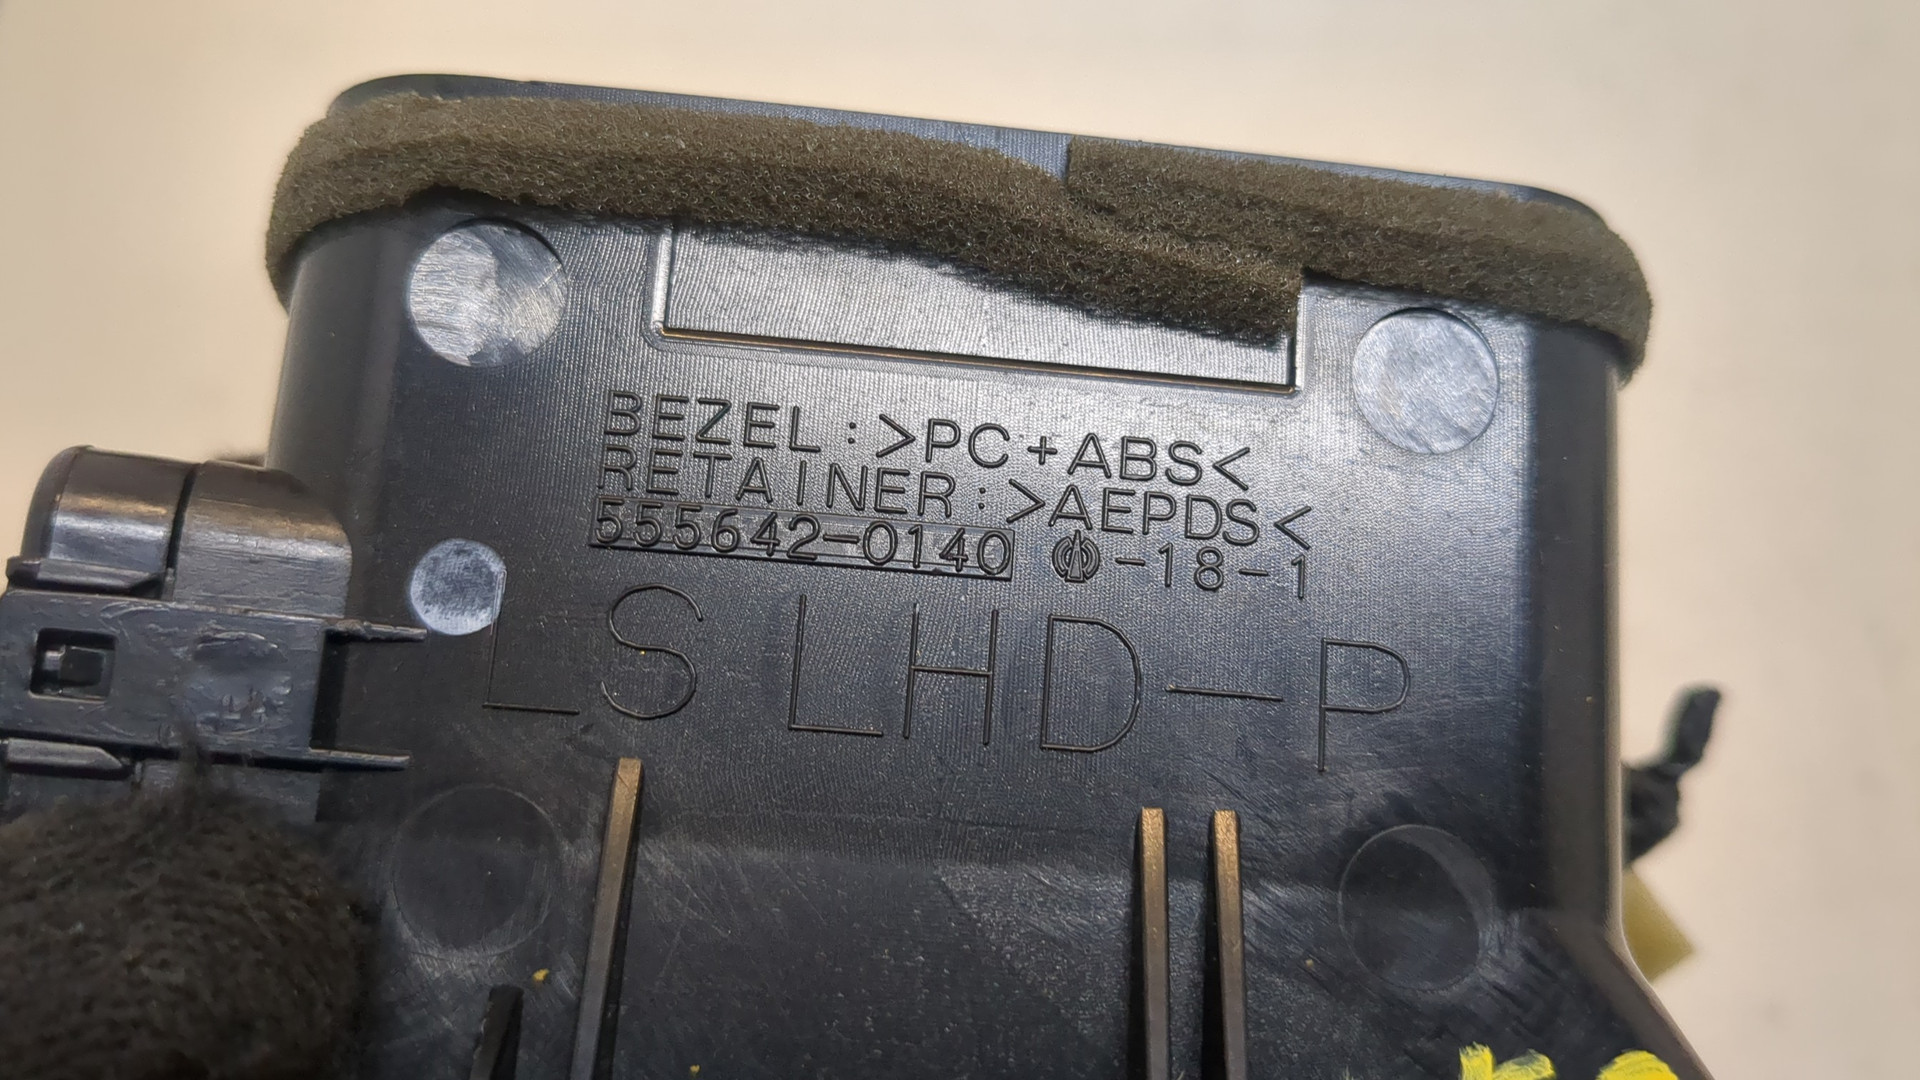 BEZEL : >PC+ABS<
RETAINER : >AEPDS<
555642-0140 -18-1
LS LHD-P